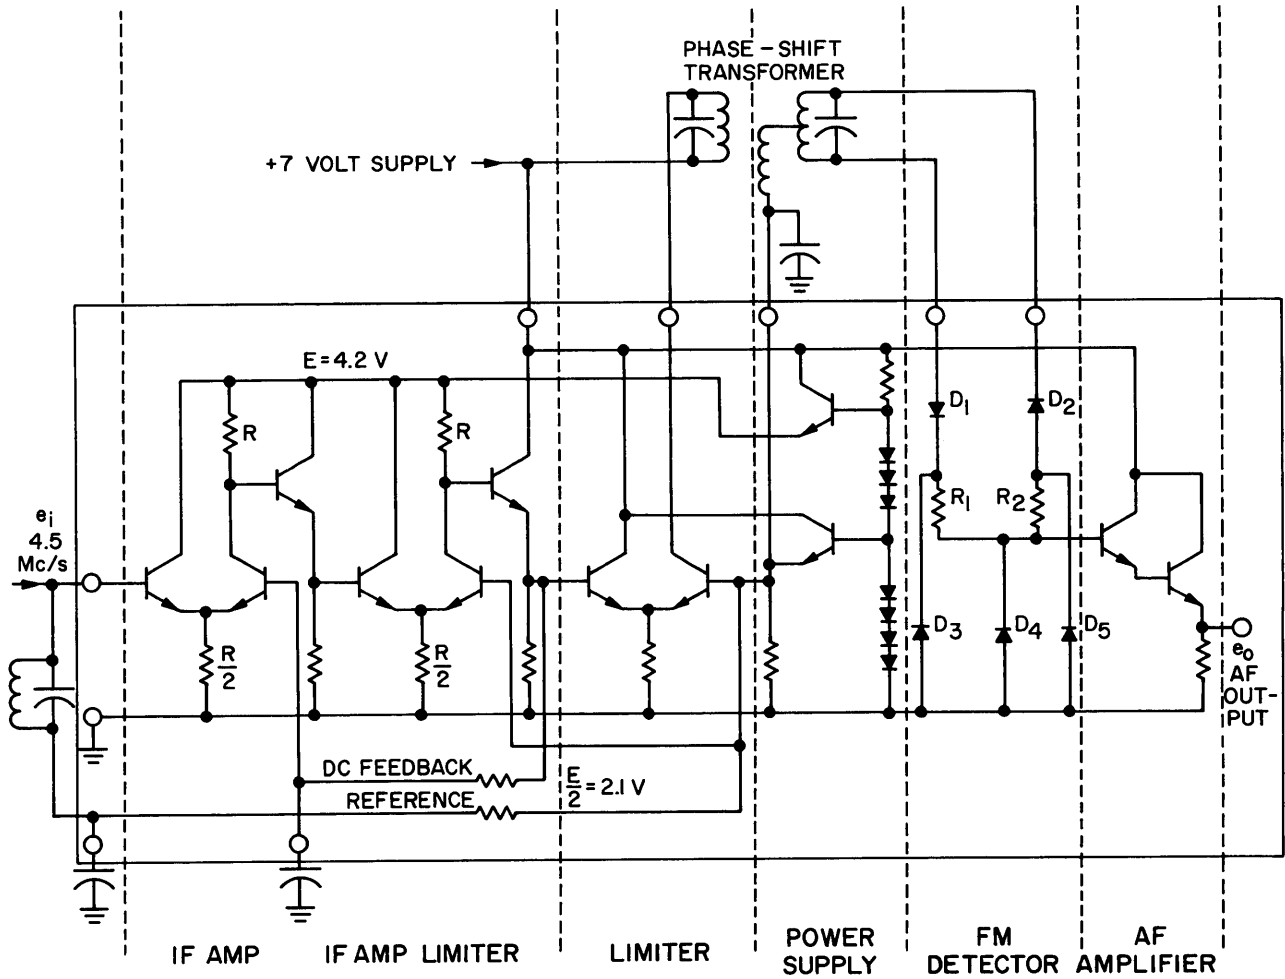 PHASE - SHIFT
TRANSFORMER
+7 VOLT SUPPLY
E = 4.2 V
R
R
D1
D2
R1
R2
ei
4.5
Mc/s
R/2
R/2
D3
D4
D5
eo
AF
OUT-
PUT
DC FEEDBACK
E/2 = 2.1 V
REFERENCE
IF AMP
IF AMP LIMITER
LIMITER
POWER
SUPPLY
FM
DETECTOR
AF
AMPLIFIER